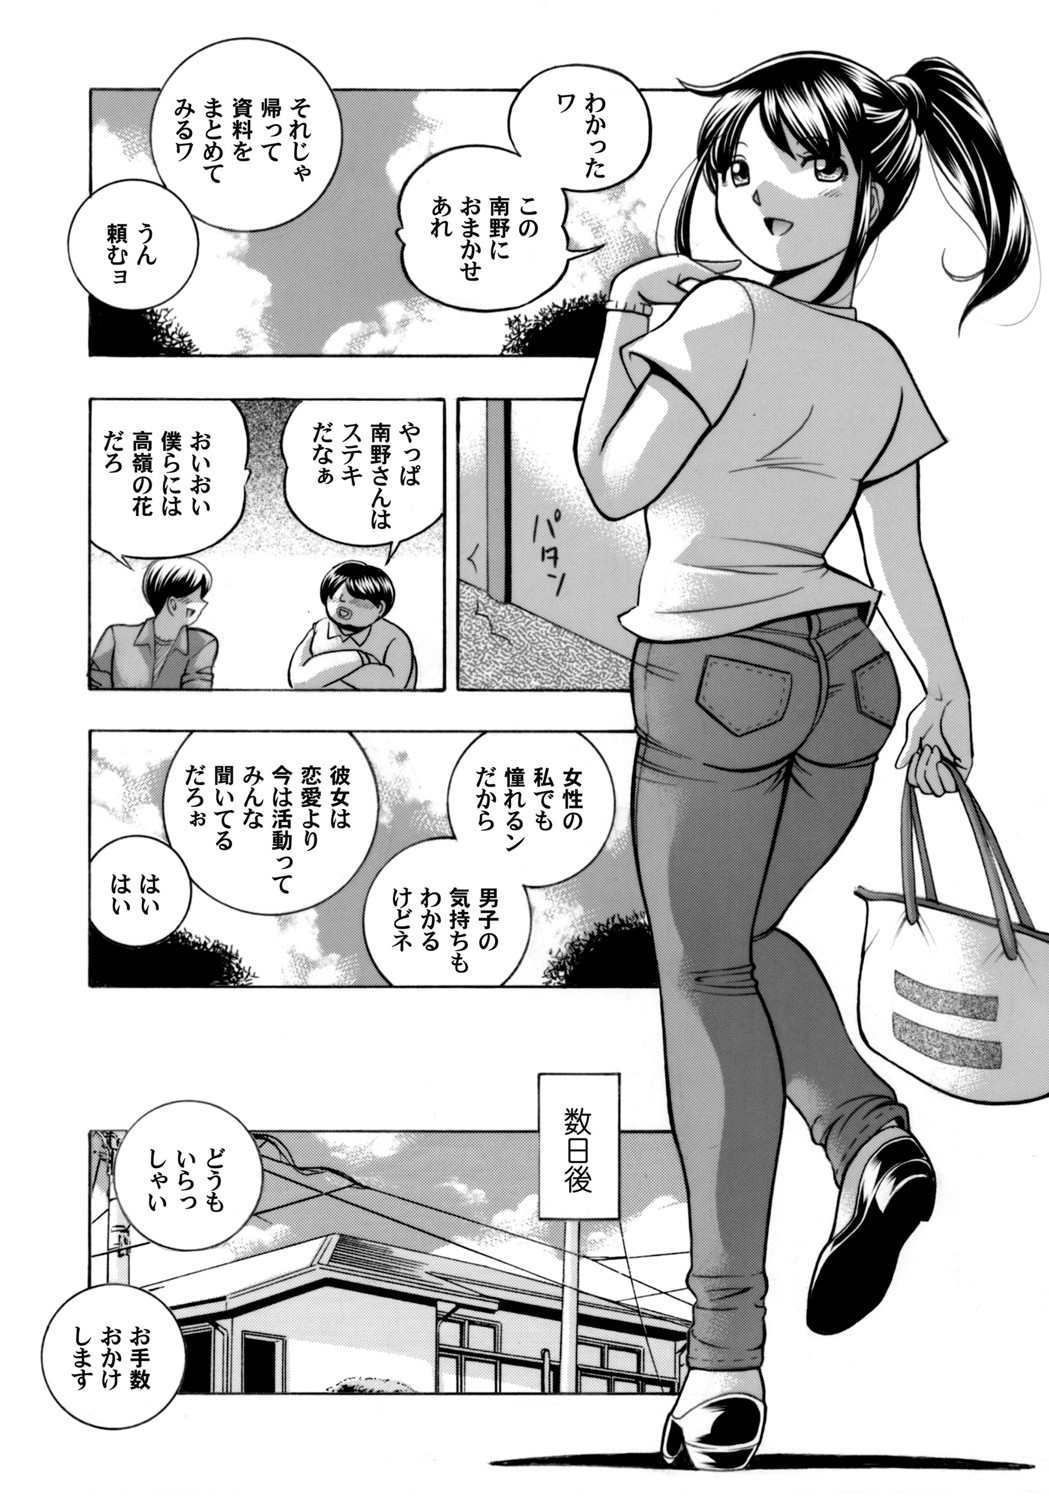 わかった
ワ
この
南野に
おまかせ
あれ
それじゃ
帰って
資料を
まとめて
みるワ
うん
頼むヨ
パタン
やっぱ
南野さんは
ステキ
だなぁ
おいおい
僕らには
高嶺の花
だろ
女性の
私でも
憧れるン
だから
男子の
気持ちも
わかる
けどネ
彼女は
恋愛より
今は活動って
みんな
聞いてる
だろぉ
はい
はい
数日後
どうも
いらっ
しゃい
お手数
おかけ
します